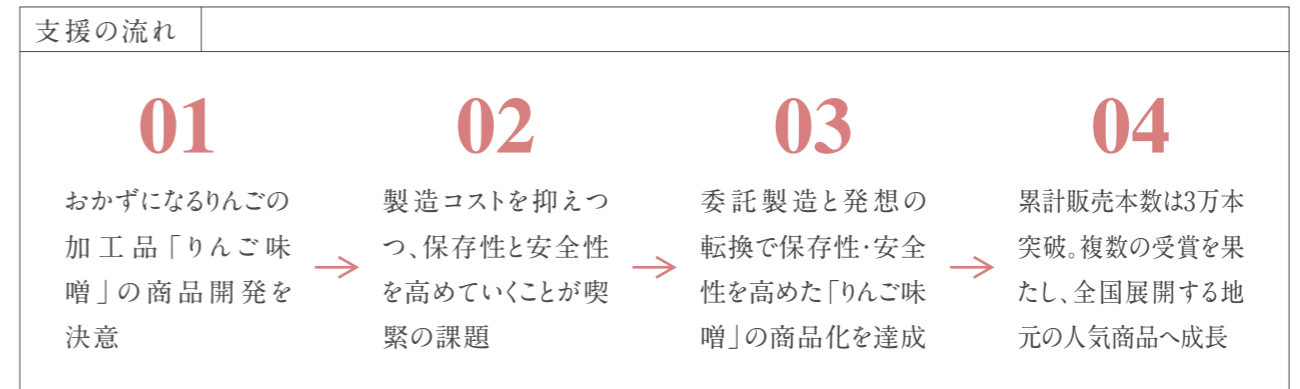 支援の流れ
01
おかずになるりんごの
加工品「りんご味
噌」の商品開発を
決意
02
製造コストを抑えつ
つ、保存性と安全性
を高めていくことが喫
緊の課題
03
委託製造と発想の
転換で保存性・安全
性を高めた「りんご味
噌」の商品化を達成
04
累計販売本数は3万本
突破。複数の受賞を果
たし、全国展開する地
元の人気商品へ成長